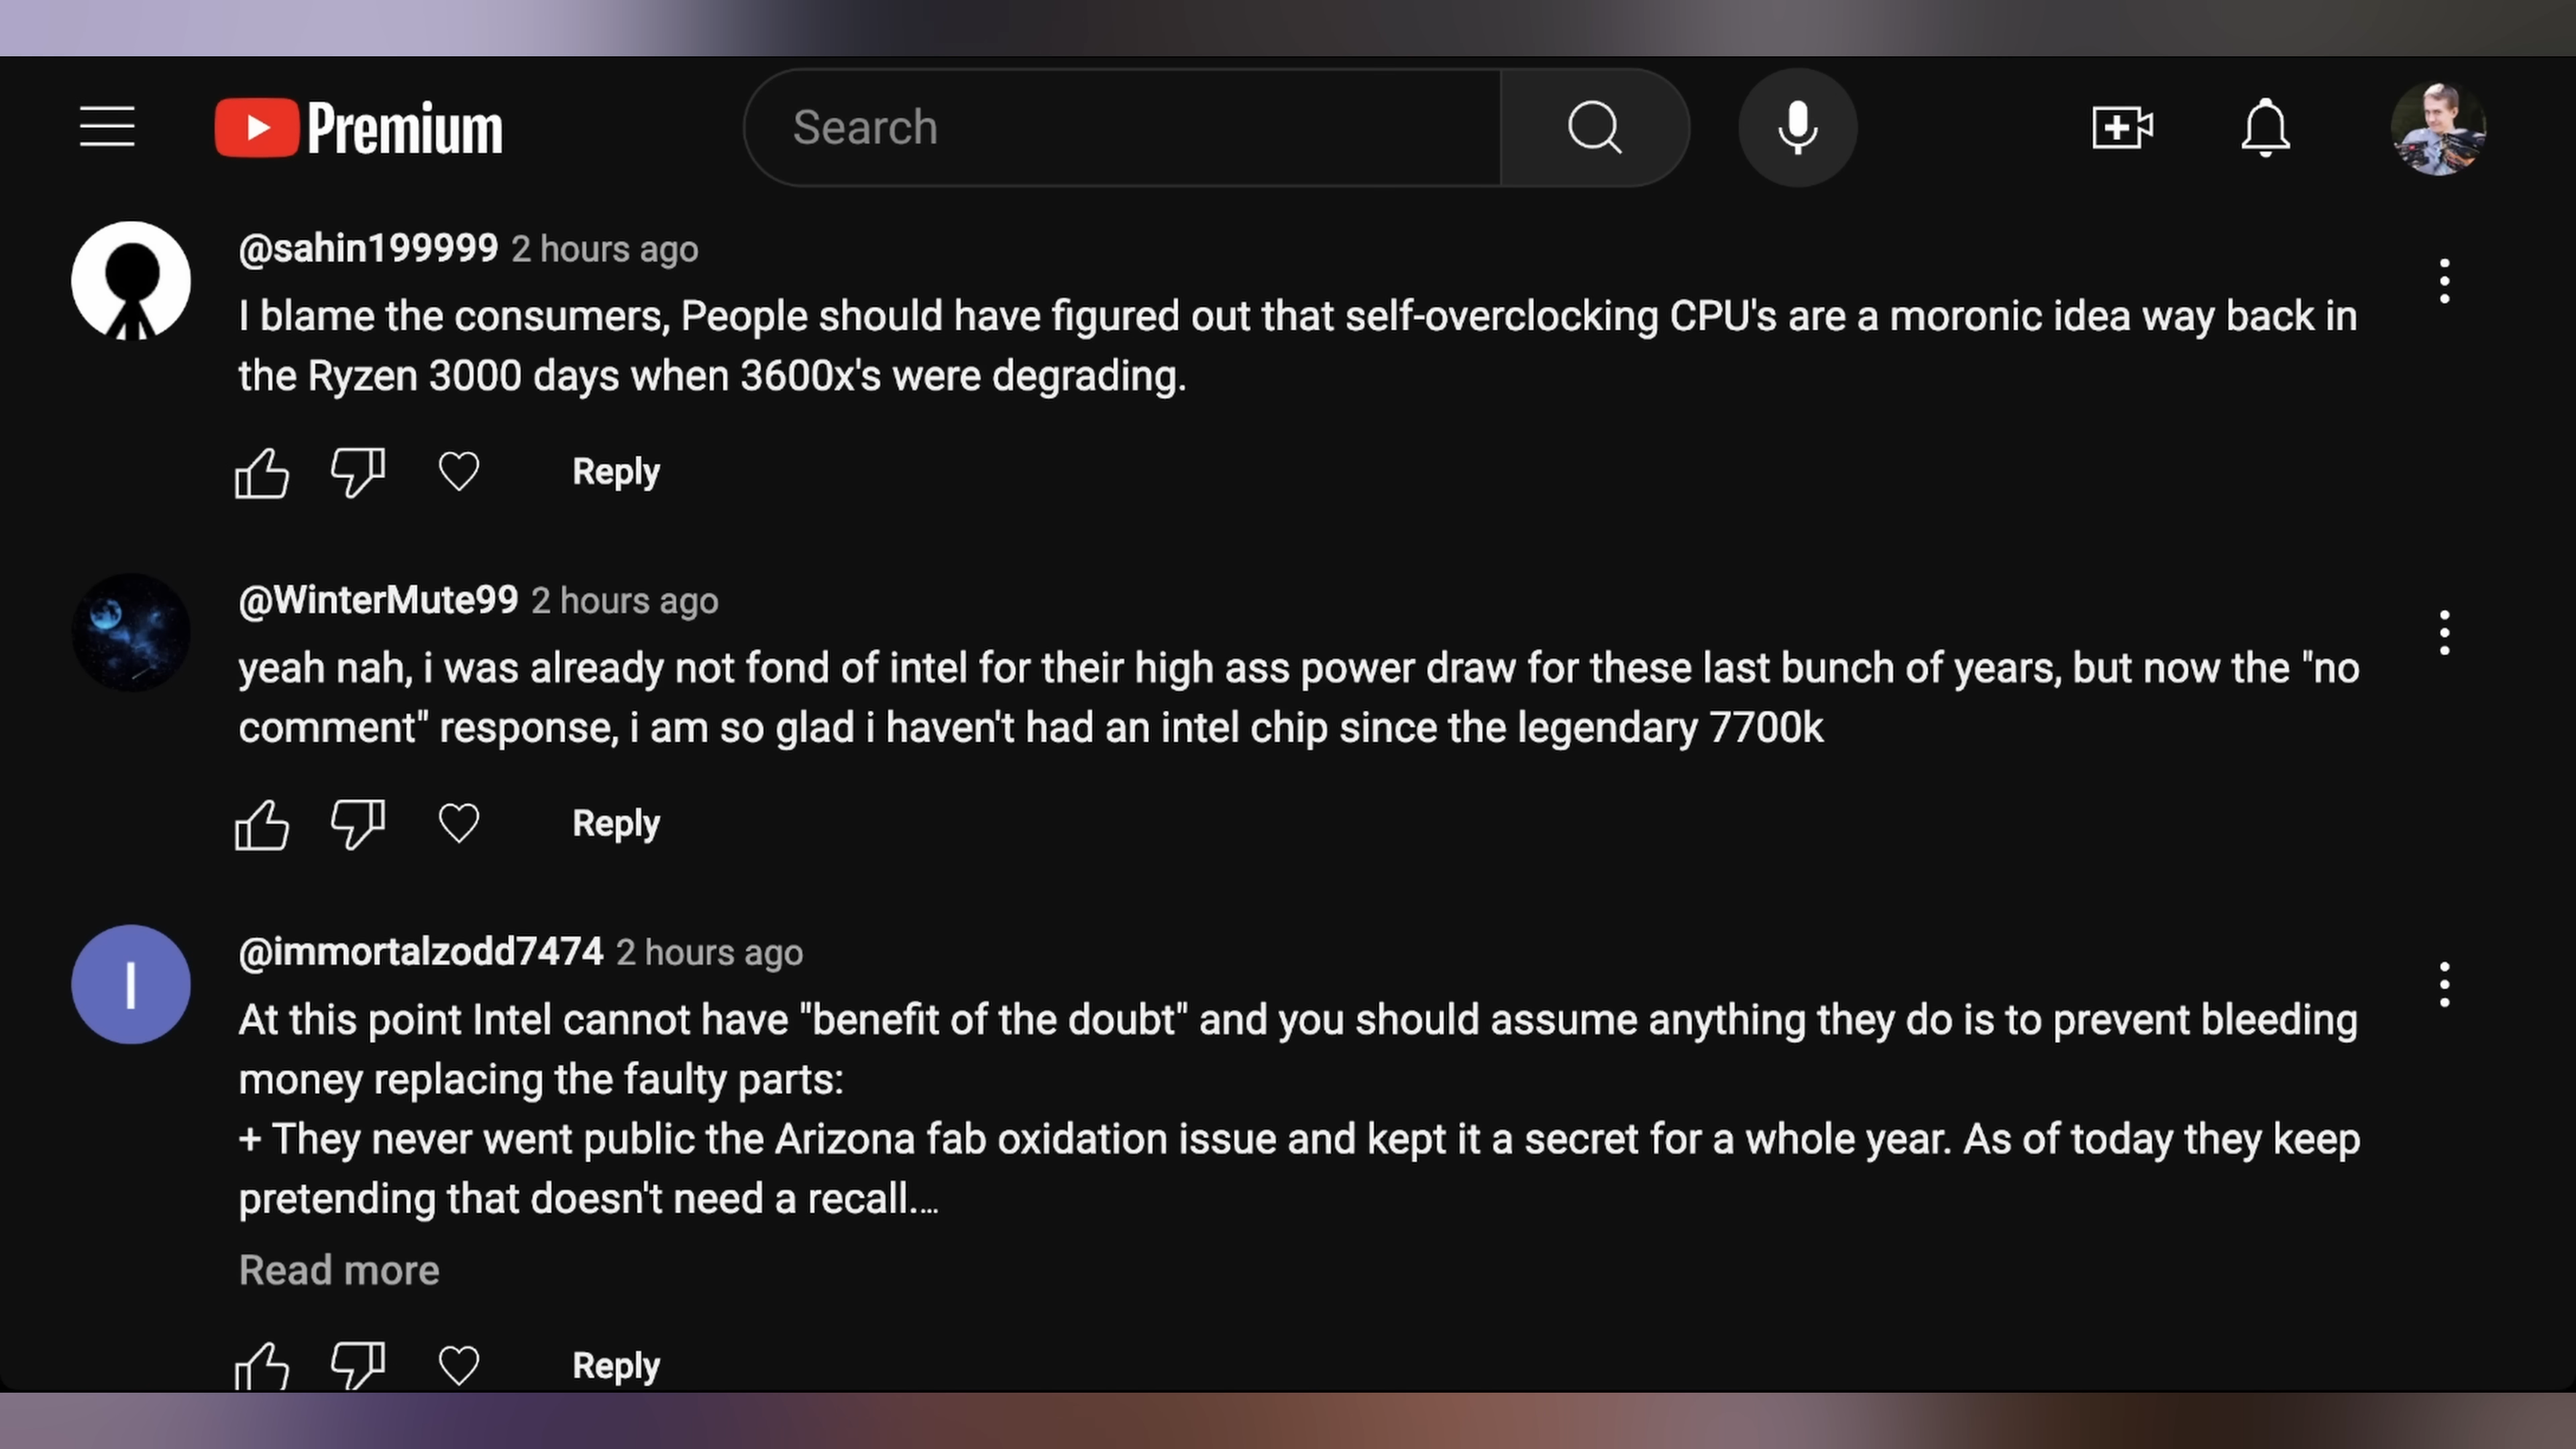 Premium
Search
@sahin199999 2 hours ago
I blame the consumers, People should have figured out that self-overclocking CPU's are a moronic idea way back in
the Ryzen 3000 days when 3600x's were degrading.
Reply
@WinterMute99 2 hours ago
yeah nah, i was already not fond of intel for their high ass power draw for these last bunch of years, but now the "no
comment" response, i am so glad i haven't had an intel chip since the legendary 7700k
Reply
I
@immortalzodd7474 2 hours ago
At this point Intel cannot have "benefit of the doubt" and you should assume anything they do is to prevent bleeding
money replacing the faulty parts:
+ They never went public the Arizona fab oxidation issue and kept it a secret for a whole year. As of today they keep
pretending that doesn't need a recall.…
Read more
Reply